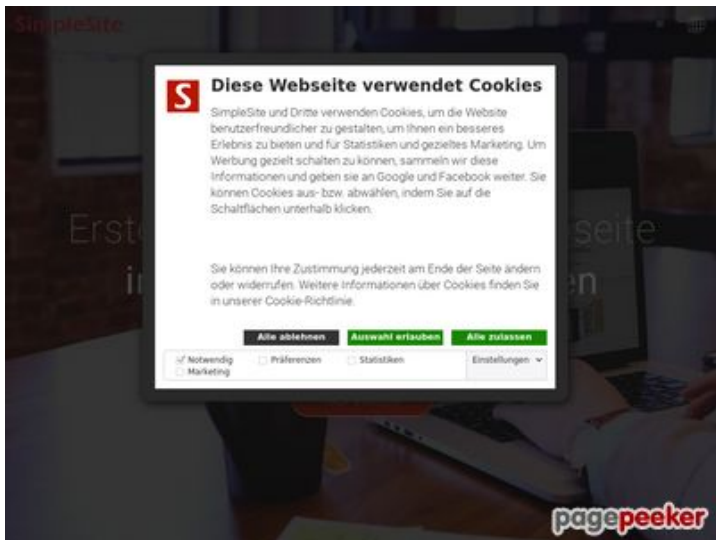 SimpleSite
Diese Webseite verwendet Cookies
S
SimpleSite und Dritte verwenden Cookies, um die Website
benutzerfreundlicher zu gestalten, um Ihnen ein besseres
Erlebnis zu bieten und für Statistiken und gezieltes Marketing. Um
Werbung gezielt schalten zu können, sammeln wir diese
Informationen und geben sie an Google und Facebook weiter. Sie
können Cookies aus- bzw. abwählen, indem Sie auf die
Schaltflächen unterhalb klicken.
Sie können Ihre Zustimmung jederzeit am Ende der Seite ändern
oder widerrufen. Weitere Informationen über Cookies finden Sie
in unserer Cookie-Richtlinie.
Alle ablehnen Auswahl erlauben Alle zulassen
Notwendig Präferenzen Statistiken Einstellungen
Marketing
pagepeeker